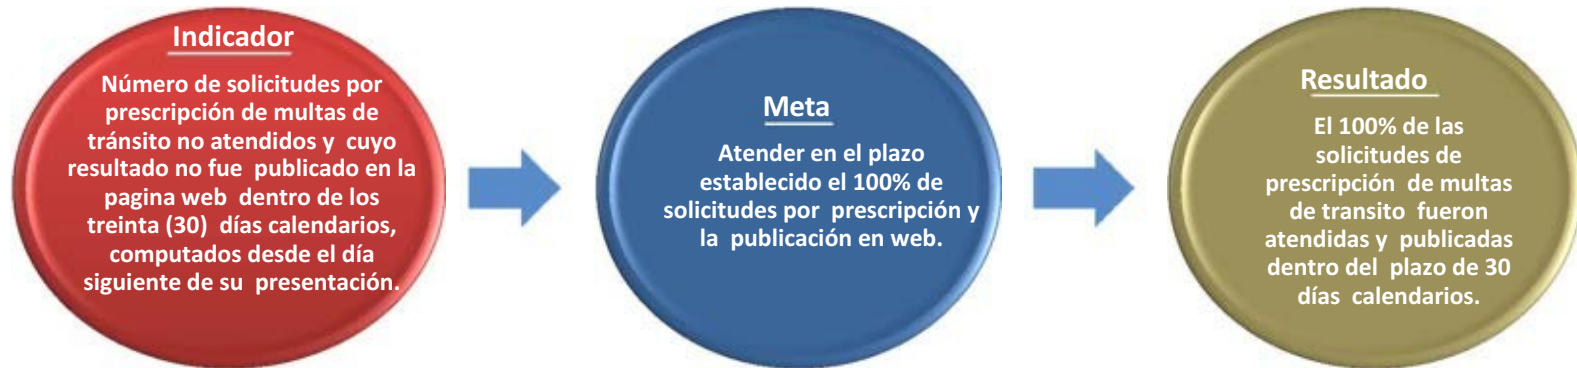 Indicador
Número de solicitudes por
prescripción de multas de
tránsito no atendidos y cuyo
resultado no fue publicado en la
pagina web dentro de los
treinta (30) días calendarios,
computados desde el día
siguiente de su presentación.
Meta
Atender en el plazo
establecido el 100% de
solicitudes por prescripción y
la publicación en web.
Resultado
El 100% de las
solicitudes de
prescripción de multas
de transito fueron
atendidas y publicadas
dentro del plazo de 30
días calendarios.